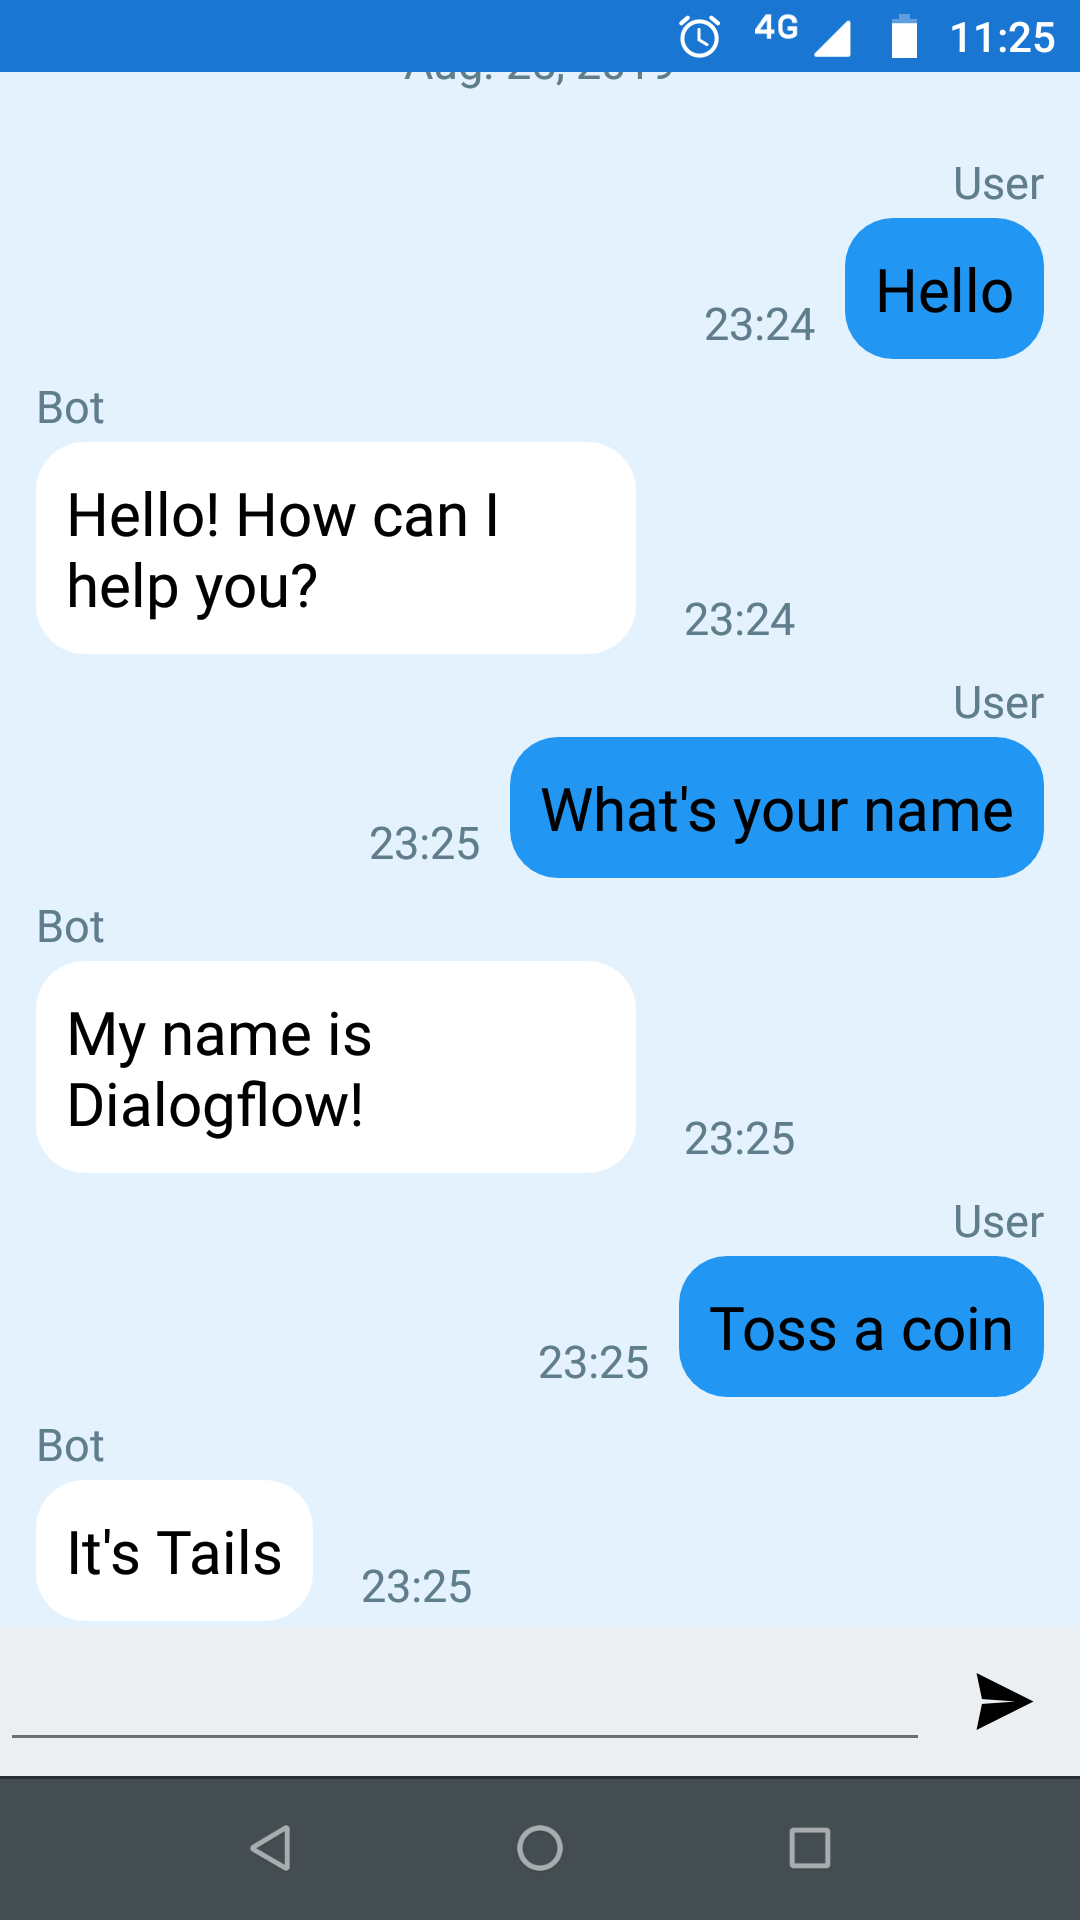 4G 11:25
Aug.
User
Hello
23:24
Bot
Hello! How can I
help you?
23:24
User
What's your name
23:25
Bot
My name is
Dialogflow!
23:25
User
Toss a coin
23:25
Bot
It's Tails
23:25